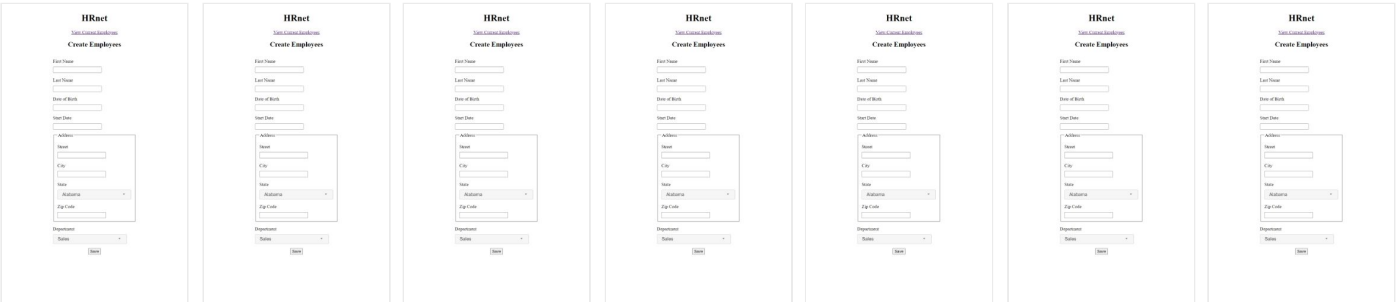 HRnet
View Current Employees
Create Employees
First Name
Last Name
Date of Birth
Start Date
Address
Street
City
State
Alabama
Zip Code
Department
Sales
Save
HRnet
View Current Employees
Create Employees
First Name
Last Name
Date of Birth
Start Date
Address
Street
City
State
Alabama
Zip Code
Department
Sales
Save
HRnet
View Current Employees
Create Employees
First Name
Last Name
Date of Birth
Start Date
Address
Street
City
State
Alabama
Zip Code
Department
Sales
Save
HRnet
View Current Employees
Create Employees
First Name
Last Name
Date of Birth
Start Date
Address
Street
City
State
Alabama
Zip Code
Department
Sales
Save
HRnet
View Current Employees
Create Employees
First Name
Last Name
Date of Birth
Start Date
Address
Street
City
State
Alabama
Zip Code
Department
Sales
Save
HRnet
View Current Employees
Create Employees
First Name
Last Name
Date of Birth
Start Date
Address
Street
City
State
Alabama
Zip Code
Department
Sales
Save
HRnet
View Current Employees
Create Employees
First Name
Last Name
Date of Birth
Start Date
Address
Street
City
State
Alabama
Zip Code
Department
Sales
Save